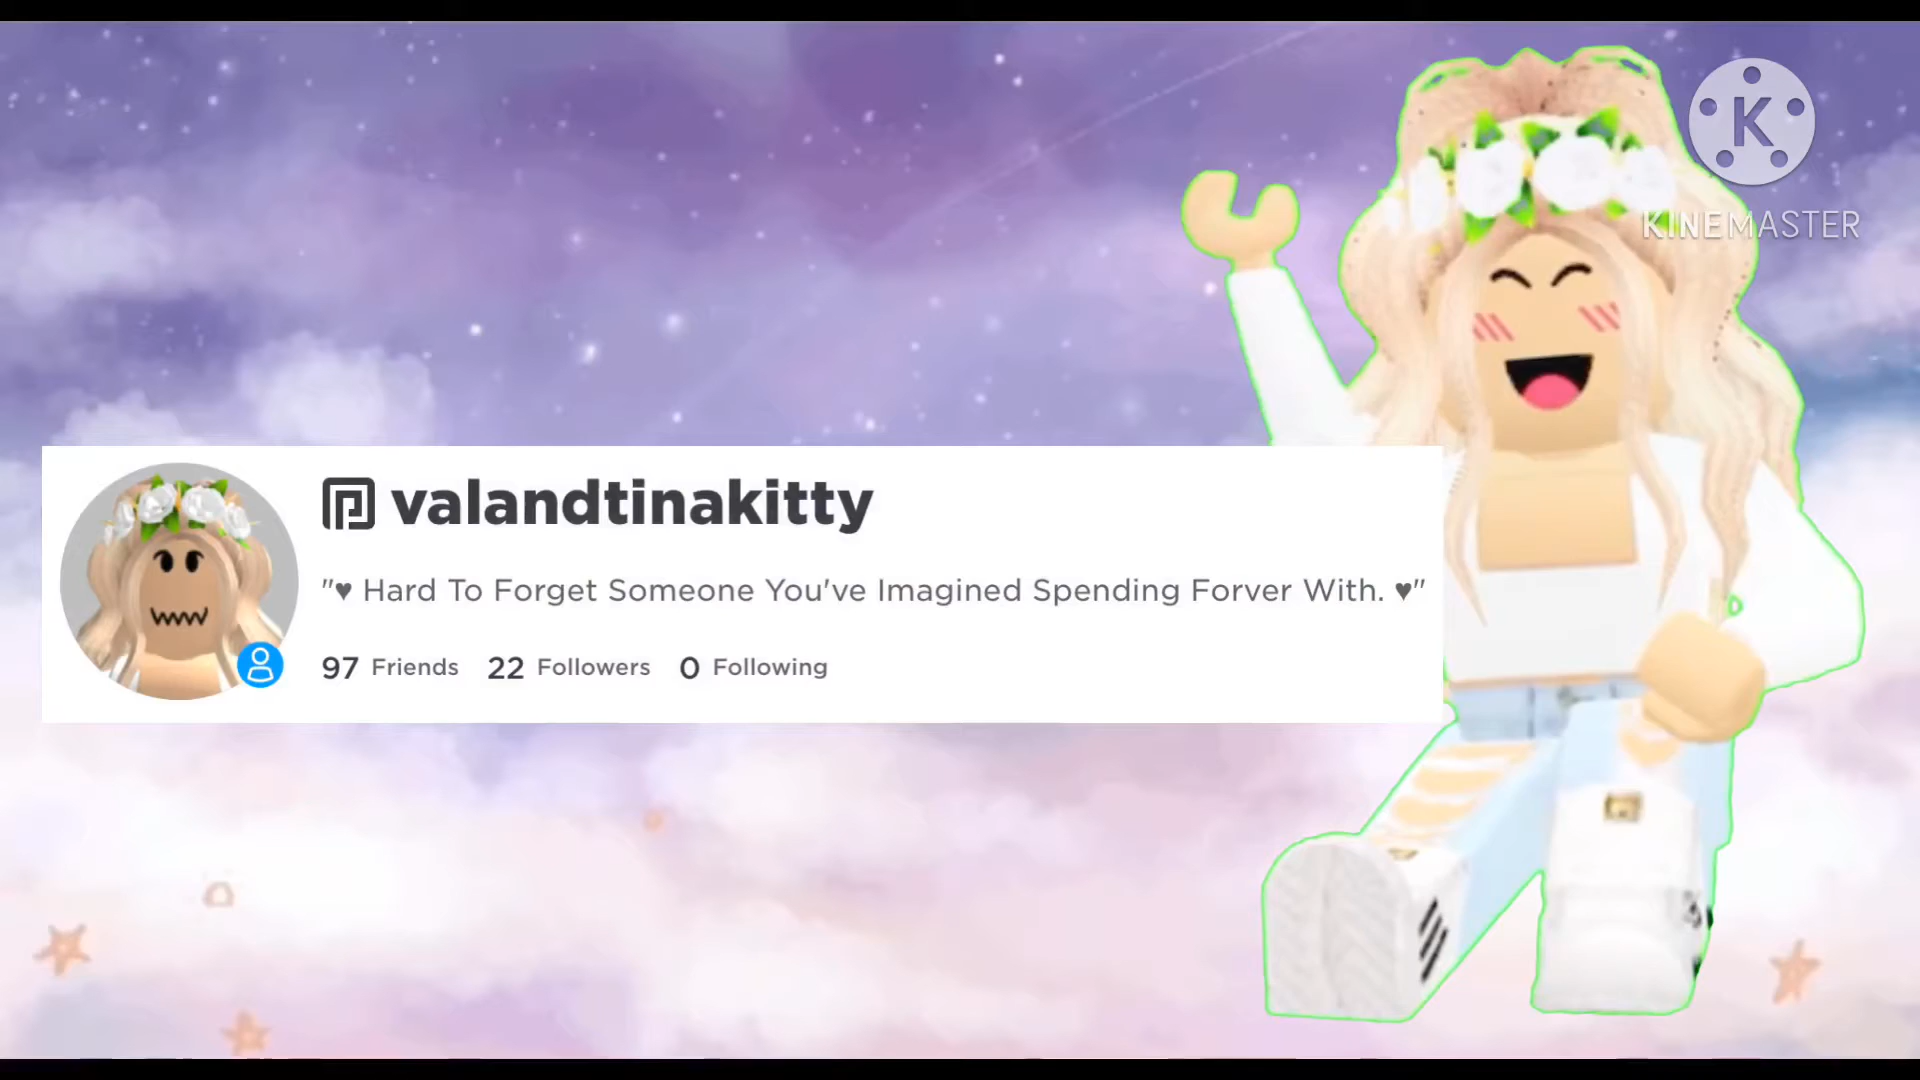 K
KINEMASTER
valandtinakitty
"♥ Hard To Forget Someone You've Imagined Spending Forver With. ♥"
97 Friends 22 Followers 0 Following